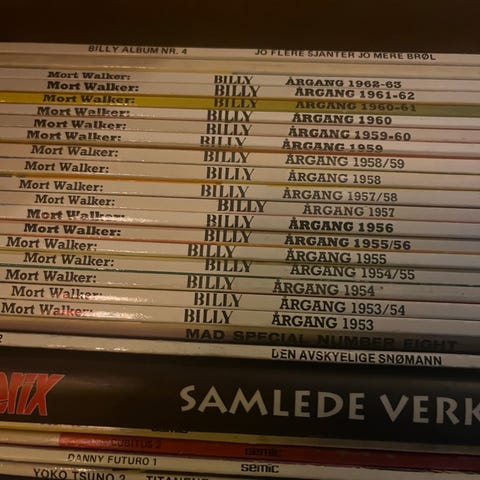 BILLY ALBUM NR. 4 JO FLERE SJANTER JO MERE BRØL
Mort Walker: BILLY ÅRGANG 1962-63
Mort Walker: BILLY ÅRGANG 1961-62
Mort Walker: BILLY ÅRGANG 1960-61
Mort Walker: BILLY ÅRGANG 1960
Mort Walker: BILLY ÅRGANG 1959-60
Mort Walker: BILLY ÅRGANG 1959
Mort Walker: BILLY ÅRGANG 1958/59
Mort Walker: BILLY ÅRGANG 1958
Mort Walker: BILLY ÅRGANG 1957/58
Mort Walker: BILLY ÅRGANG 1957
Mort Walker: BILLY ÅRGANG 1956
Mort Walker: BILLY ÅRGANG 1955/56
Mort Walker: BILLY ÅRGANG 1955
Mort Walker: BILLY ÅRGANG 1954/55
Mort Walker: BILLY ÅRGANG 1954
Mort Walker: BILLY ÅRGANG 1953/54
Mort Walker: BILLY ÅRGANG 1953
MAD SPECIAL NUMBER EIGHT
2 DEN AVSKYELIGE SNØMANN
erix SAMLEDE VERK
CUBITUS 2 semic
DANNY FUTURO 1 semic
YOKO TSUNO 2